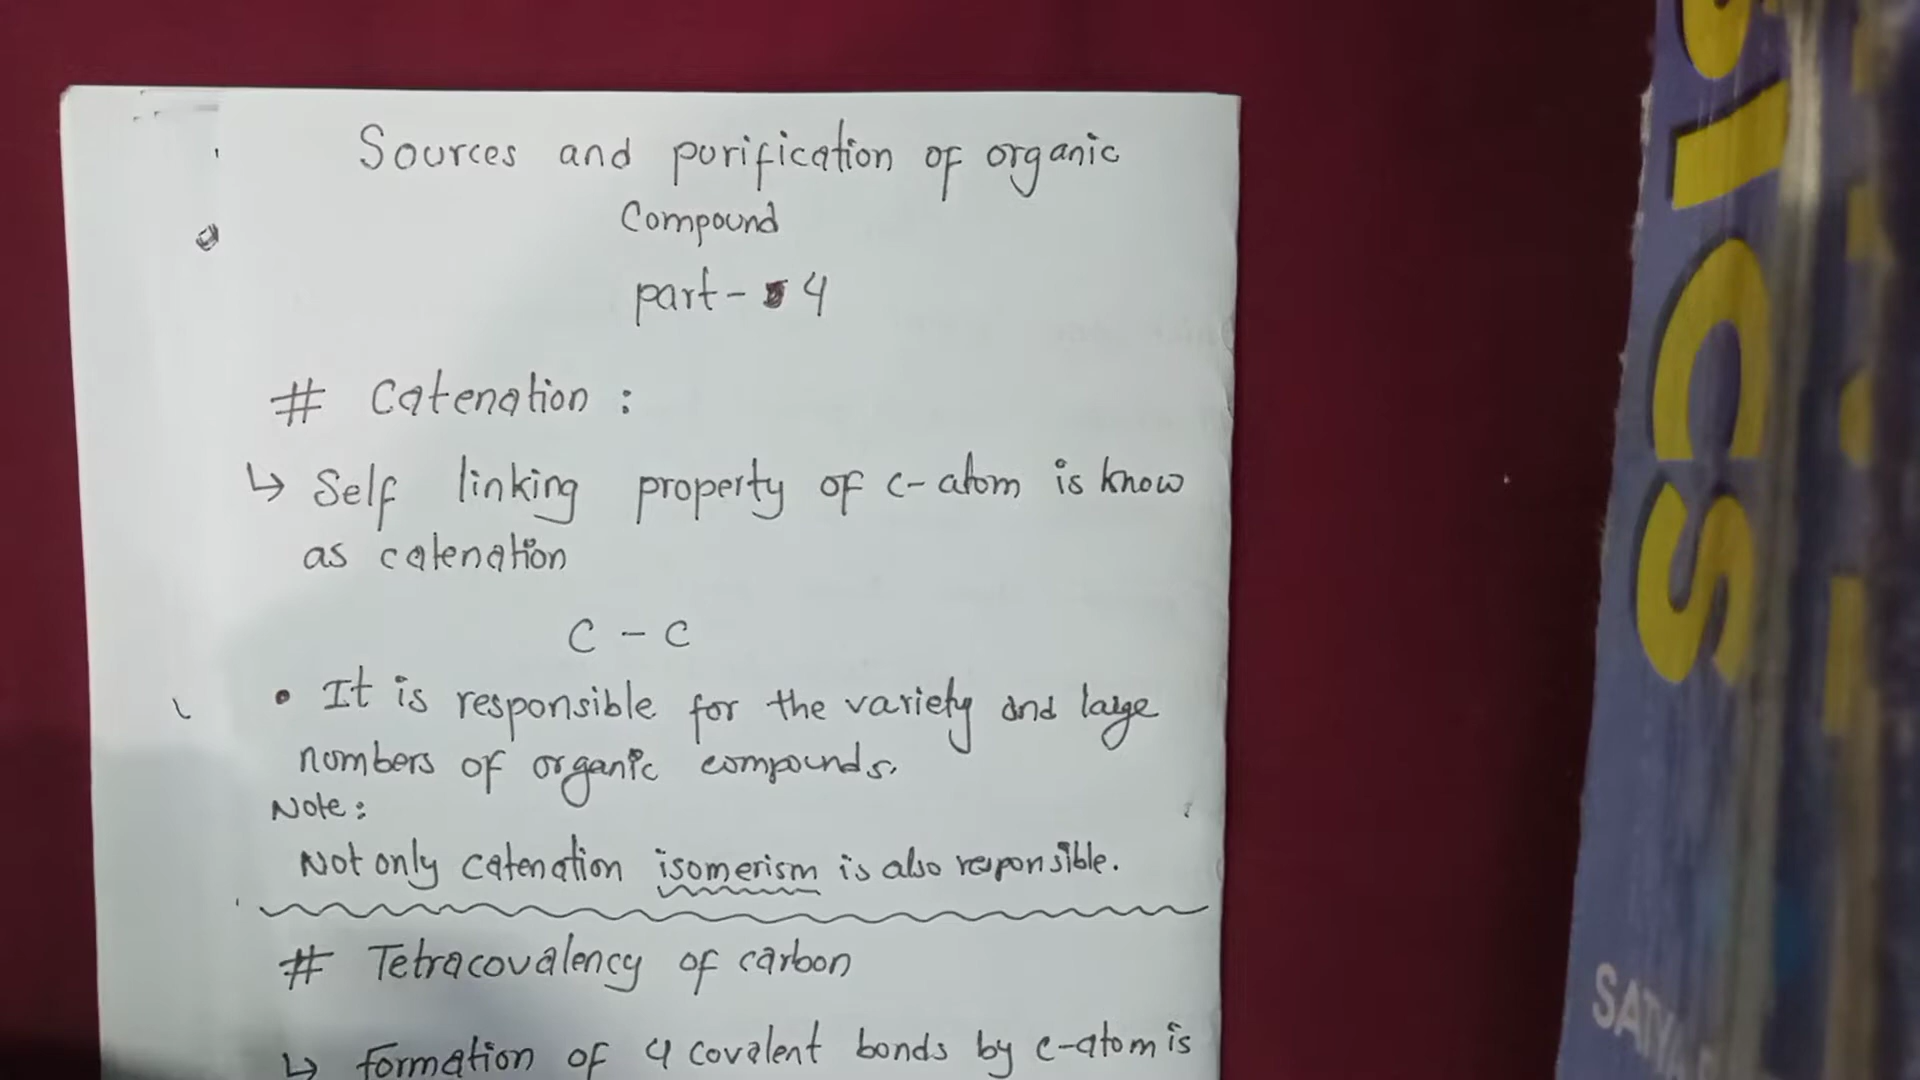 Sources and purification of organic
Compound
part- 4
# Catenation :
↳ Self linking property of c-atom is know
as catenation
C - C
• It is responsible for the variety and large
numbers of organic compounds.
Note:
Not only catenation isomerism is also responsible.
# Tetracovalency of carbon
↳ formation of 4 covalent bonds by c-atom is
SICS